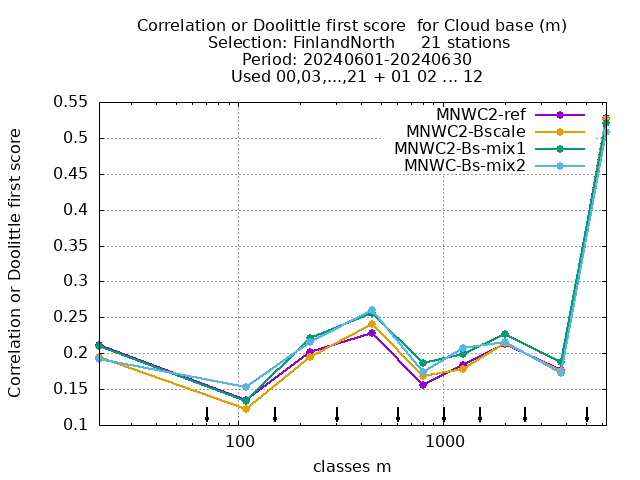 Correlation or Doolittle first score  for Cloud base (m)
Selection: FinlandNorth     21 stations
Period: 20240601-20240630
Used 00,03,...,21 + 01 02 ... 12
MNWC2-ref
MNWC2-Bscale
MNWC2-Bs-mix1
MNWC-Bs-mix2
Correlation or Doolittle first score
0.55
0.5
0.45
0.4
0.35
0.3
0.25
0.2
0.15
0.1
100
1000
classes m